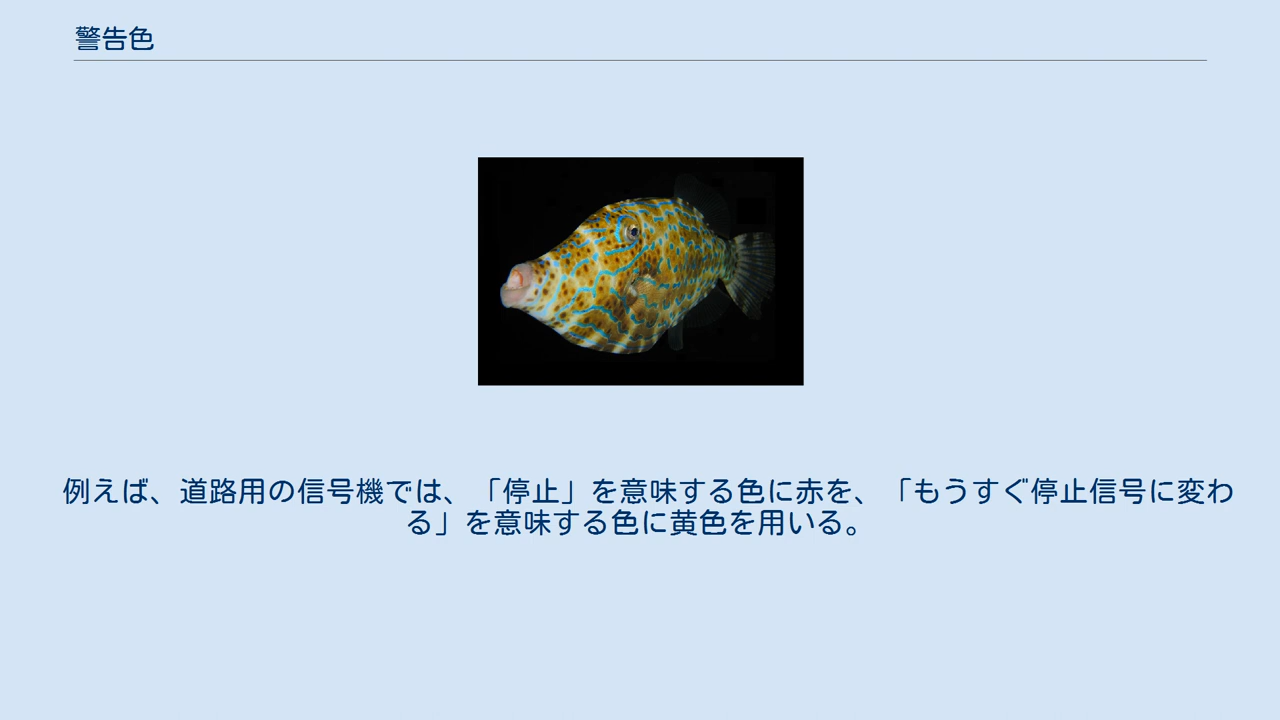 警告色
例えば、道路用の信号機では、「停止」を意味する色に赤を、「もうすぐ停止信号に変わ
る」を意味する色に黄色を用いる。